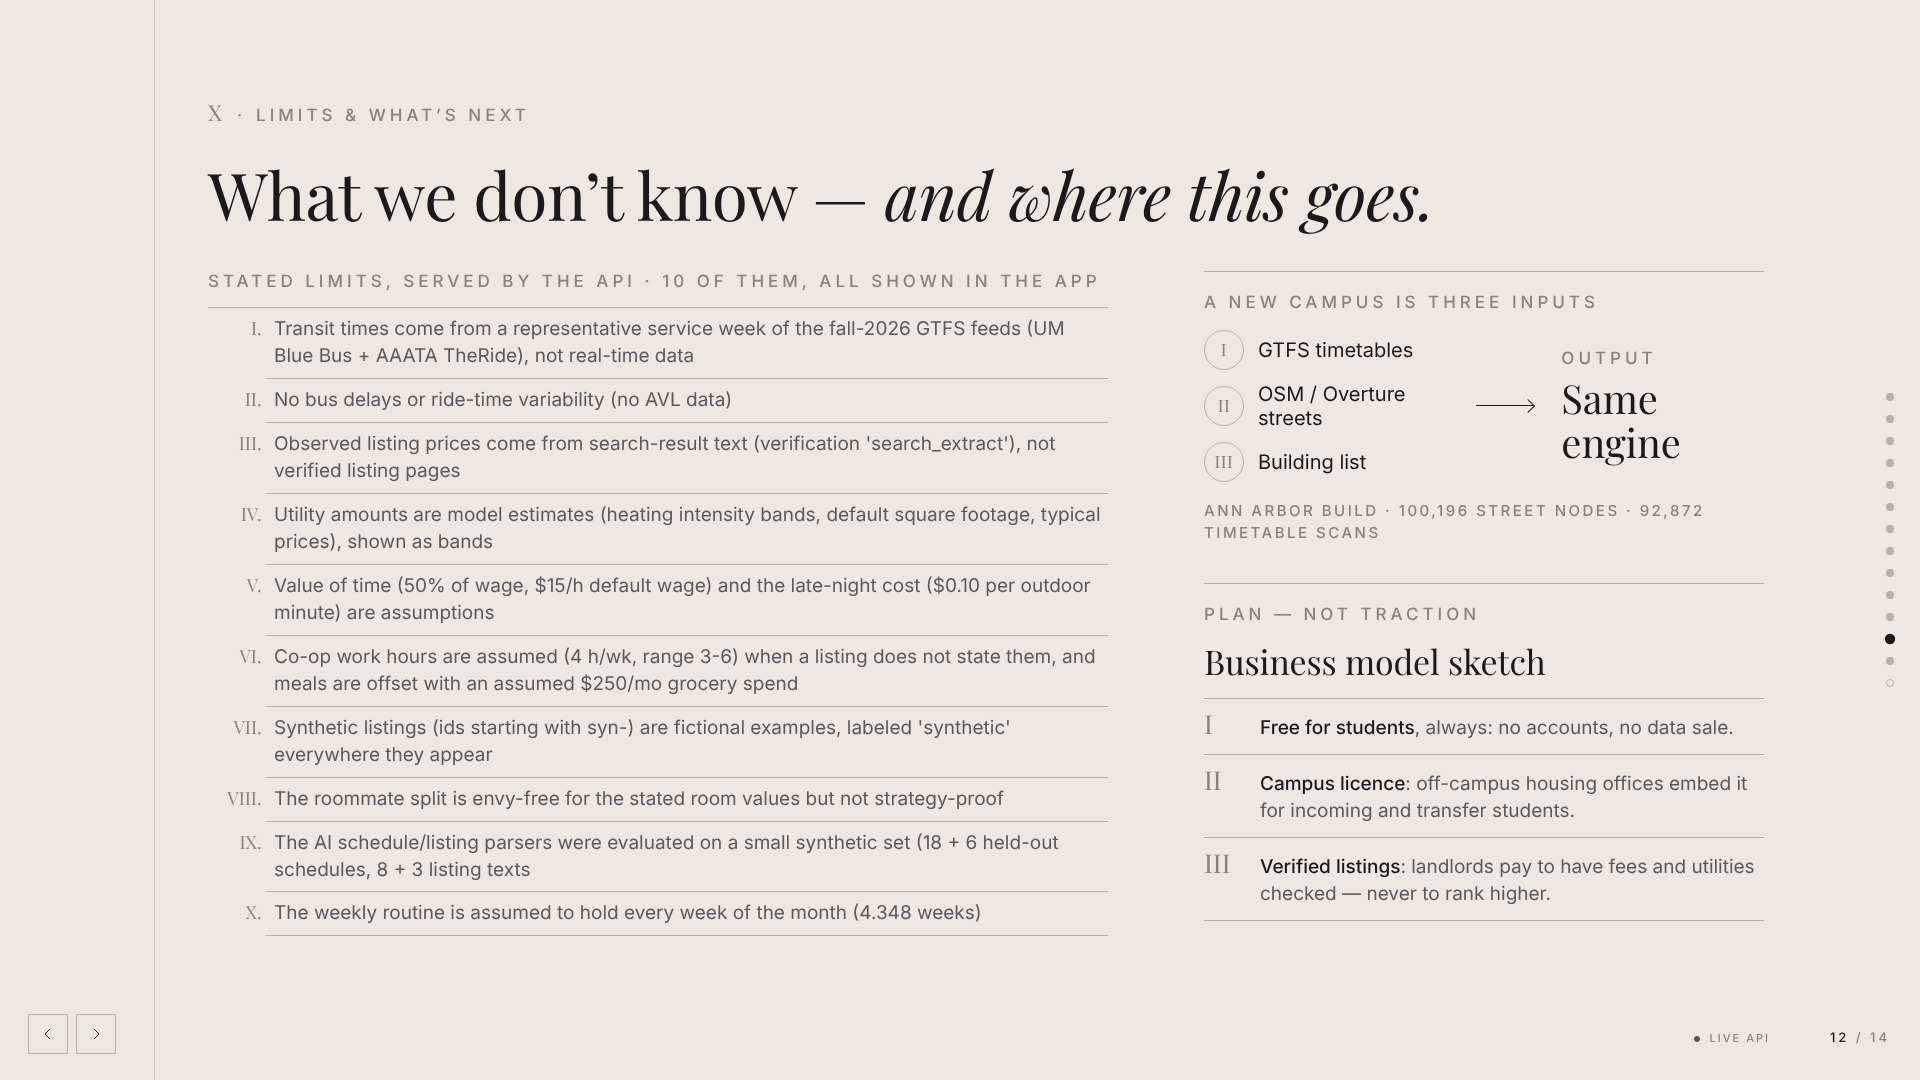 X · LIMITS & WHAT’S NEXT
What we don’t know — and where this goes.
STATED LIMITS, SERVED BY THE API · 10 OF THEM, ALL SHOWN IN THE APP
I. Transit times come from a representative service week of the fall-2026 GTFS feeds (UM
Blue Bus + AAATA TheRide), not real-time data
II. No bus delays or ride-time variability (no AVL data)
III. Observed listing prices come from search-result text (verification 'search_extract'), not
verified listing pages
IV. Utility amounts are model estimates (heating intensity bands, default square footage, typical
prices), shown as bands
V. Value of time (50% of wage, $15/h default wage) and the late-night cost ($0.10 per outdoor
minute) are assumptions
VI. Co-op work hours are assumed (4 h/wk, range 3-6) when a listing does not state them, and
meals are offset with an assumed $250/mo grocery spend
VII. Synthetic listings (ids starting with syn-) are fictional examples, labeled 'synthetic'
everywhere they appear
VIII. The roommate split is envy-free for the stated room values but not strategy-proof
IX. The AI schedule/listing parsers were evaluated on a small synthetic set (18 + 6 held-out
schedules, 8 + 3 listing texts
X. The weekly routine is assumed to hold every week of the month (4.348 weeks)
A NEW CAMPUS IS THREE INPUTS
I GTFS timetables
II OSM / Overture
streets
III Building list
OUTPUT
Same
engine
ANN ARBOR BUILD · 100,196 STREET NODES · 92,872
TIMETABLE SCANS
PLAN — NOT TRACTION
Business model sketch
I Free for students, always: no accounts, no data sale.
II Campus licence: off-campus housing offices embed it
for incoming and transfer students.
III Verified listings: landlords pay to have fees and utilities
checked — never to rank higher.
LIVE API
12 / 14